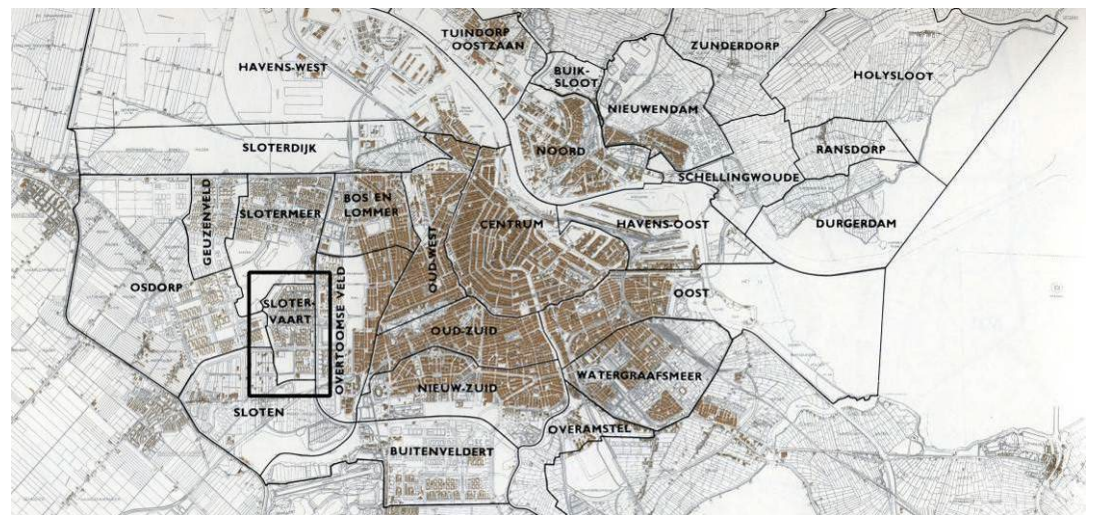 TUINDORP
OOSTZAAN
ZUNDERDORP
HAVENS-WEST
BUIK-
SLOOT
HOLYSLOOT
NIEUWENDAM
SLOTERDIJK
NOORD
RANSDORP
SCHELLINGWOUDE
GEUZENVELD
SLOTERMEER
BOS EN
LOMMER
OUD-WEST
CENTRUM
HAVENS-OOST
DURGERDAM
OSDORP
SLOTER-
VAART
OVERTOOMSE VELD
OOST
OUD-ZUID
NIEUW-ZUID
WATERGRAAFSMEER
SLOTEN
OVERAMSTEL
BUITENVELDERT